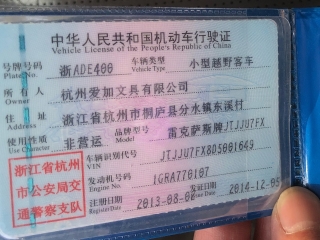 中华人民共和国机动车行驶证
Vehicle License of the People's Republic of China
号牌号码 浙ADE400 车辆类型 小型越野客车
Plate No. Vehicle Type
所有人 杭州爱加文具有限公司
Owner
住址 浙江省杭州市桐庐县分水镇东溪村
Address
使用性质 非营运 品牌型号 雷克萨斯牌JTJJU7FX
Use Character Model
浙江省杭州
市公安局交
通警察支队
车辆识别代号 JTJJU7FX8D5001649
VIN
发动机号码 1GRA770107
Engine No.
注册日期 2013-08-02 发证日期 2014-12-05
Register Date Issue Date